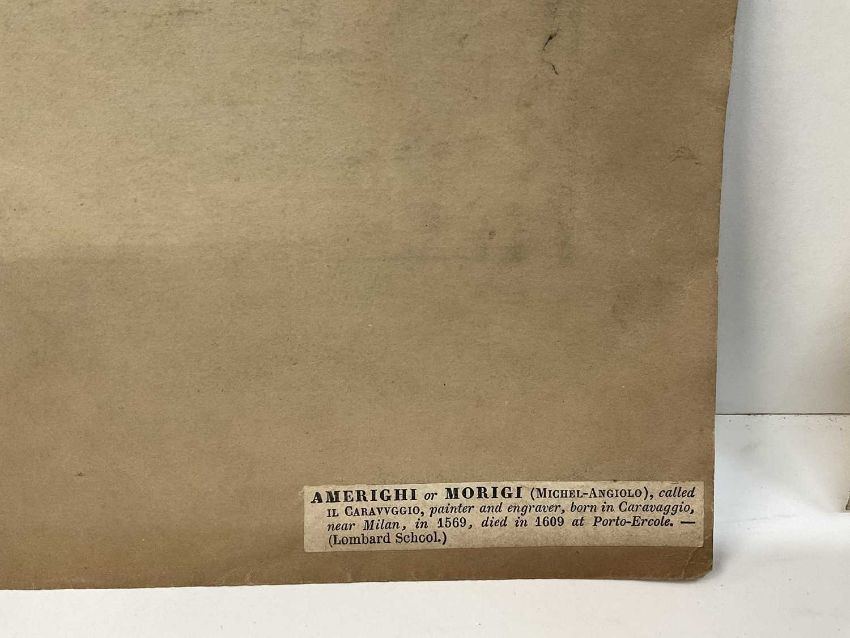 AMERIGHI or MORIGI (MICHEL-ANGIOLO), called
IL CARAVVGGIO, painter and engraver, born in Caravaggio,
near Milan, in 1569, died in 1609 at Porto-Ercole. —
(Lombard School.)